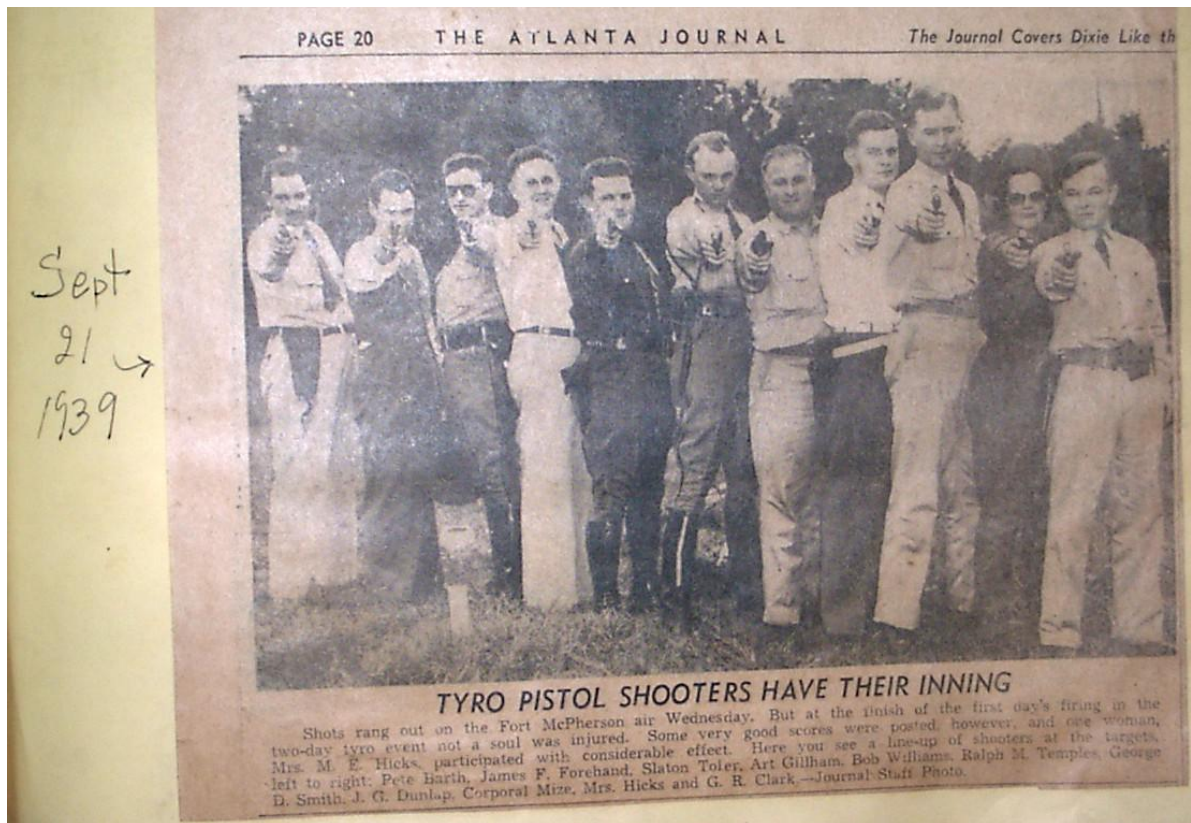 PAGE 20
THE ATLANTA JOURNAL
The Journal Covers Dixie Like th
Sept
21
1939
TYRO PISTOL SHOOTERS HAVE THEIR INNING
Shots rang out on the Fort McPherson air Wednesday. But at the finish of the first day's firing in the
two-day tyro event not a soul was injured. Some very good scores were posted, however, and one woman,
Mrs. M. E. Hicks, participated with considerable effect. Here you see a line-up of shooters at the targets,
left to right: Pete Barth, James F. Forehand, Slaton Toler, Art Gillham, Bob Williams, Ralph M. Temples, George
D. Smith, J. G. Dunlap, Corporal Mize, Mrs. Hicks and G. R. Clark.—Journal Staff Photo.